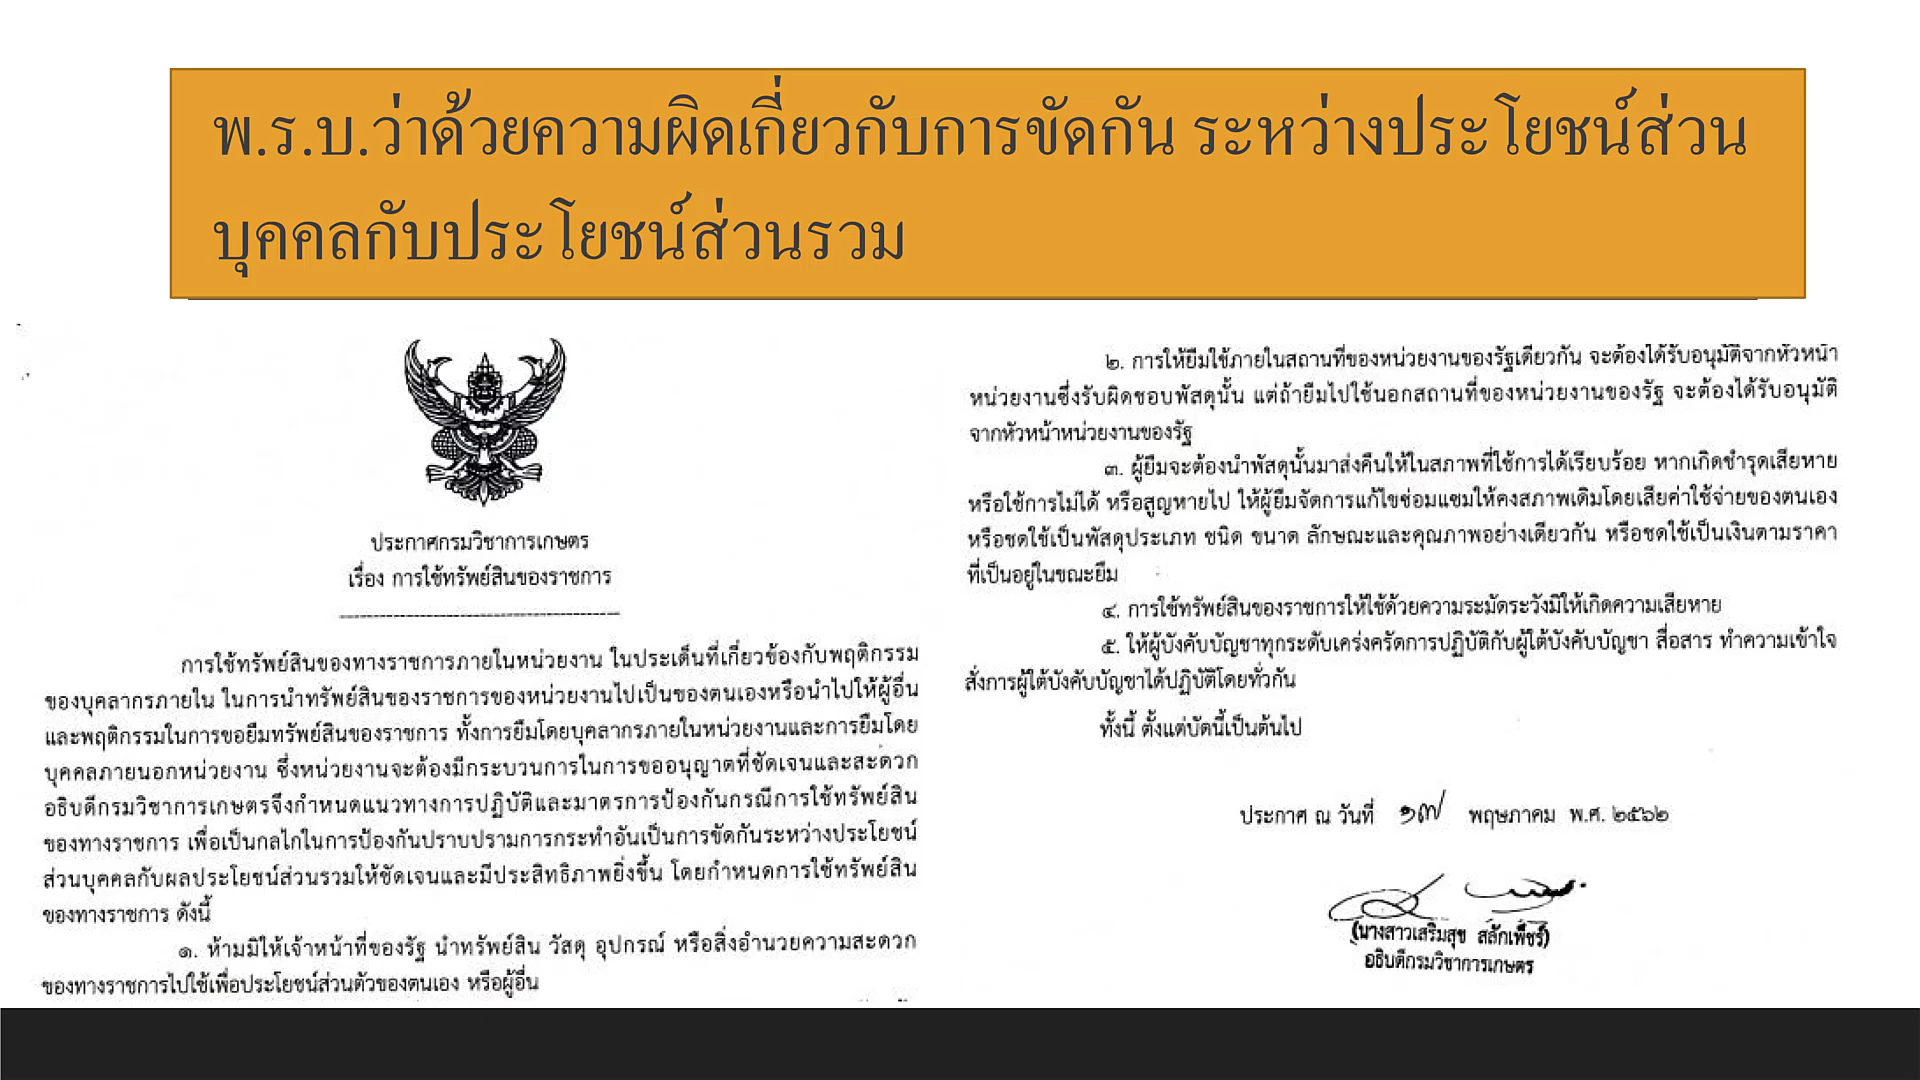 พ.ร.บ.ว่าด้วยความผิดเกี่ยวกับการขัดกัน ระหว่างประโยชน์ส่วน
บุคคลกับประโยชน์ส่วนรวม
ประกาศกรมวิชาการเกษตร
เรื่อง การใช้ทรัพย์สินของราชการ
การใช้ทรัพย์สินของทางราชการภายในหน่วยงาน ในประเด็นที่เกี่ยวข้องกับพฤติกรรม
ของบุคลากรภายใน ในการนำทรัพย์สินของราชการของหน่วยงานไปเป็นของตนเองหรือนำไปให้ผู้อื่น
และพฤติกรรมในการขอยืมทรัพย์สินของราชการ ทั้งการยืมโดยบุคลากรภายในหน่วยงานและการยืมโดย
บุคคลภายนอกหน่วยงาน ซึ่งหน่วยงานจะต้องมีกระบวนการในการขออนุญาตที่ชัดเจนและสะดวก
อธิบดีกรมวิชาการเกษตรจึงกำหนดแนวทางการปฏิบัติและมาตรการป้องกันกรณีการใช้ทรัพย์สิน
ของทางราชการ เพื่อเป็นกลไกในการป้องกันปราบปรามการกระทำอันเป็นการขัดกันระหว่างประโยชน์
ส่วนบุคคลกับผลประโยชน์ส่วนรวมให้ชัดเจนและมีประสิทธิภาพยิ่งขึ้น โดยกำหนดการใช้ทรัพย์สิน
ของทางราชการ ดังนี้
๑. ห้ามมิให้เจ้าหน้าที่ของรัฐ นำทรัพย์สิน วัสดุ อุปกรณ์ หรือสิ่งอำนวยความสะดวก
ของทางราชการไปใช้เพื่อประโยชน์ส่วนตัวของตนเอง หรือผู้อื่น
๒. การให้ยืมใช้ภายในสถานที่ของหน่วยงานของรัฐเดียวกัน จะต้องได้รับอนุมัติจากหัวหน้า
หน่วยงานซึ่งรับผิดชอบพัสดุนั้น แต่ถ้ายืมไปใช้นอกสถานที่ของหน่วยงานของรัฐ จะต้องได้รับอนุมัติ
จากหัวหน้าหน่วยงานของรัฐ
๓. ผู้ยืมจะต้องนำพัสดุนั้นมาส่งคืนให้ในสภาพที่ใช้การได้เรียบร้อย หากเกิดชำรุดเสียหาย
หรือใช้การไม่ได้ หรือสูญหายไป ให้ผู้ยืมจัดการแก้ไขซ่อมแซมให้คงสภาพเดิมโดยเสียค่าใช้จ่ายของตนเอง
หรือชดใช้เป็นพัสดุประเภท ชนิด ขนาด ลักษณะและคุณภาพอย่างเดียวกัน หรือชดใช้เป็นเงินตามราคา
ที่เป็นอยู่ในขณะยืม
๔. การใช้ทรัพย์สินของราชการให้ใช้ด้วยความระมัดระวังมิให้เกิดความเสียหาย
๕. ให้ผู้บังคับบัญชาทุกระดับเคร่งครัดการปฏิบัติกับผู้ใต้บังคับบัญชา สื่อสาร ทำความเข้าใจ
สั่งการผู้ใต้บังคับบัญชาได้ปฏิบัติโดยทั่วกัน
ทั้งนี้ ตั้งแต่บัดนี้เป็นต้นไป
ประกาศ ณ วันที่ ๑๗ พฤษภาคม พ.ศ. ๒๕๖๒
(นางสาวเสริมสุข สลักเพ็ชร์)
อธิบดีกรมวิชาการเกษตร